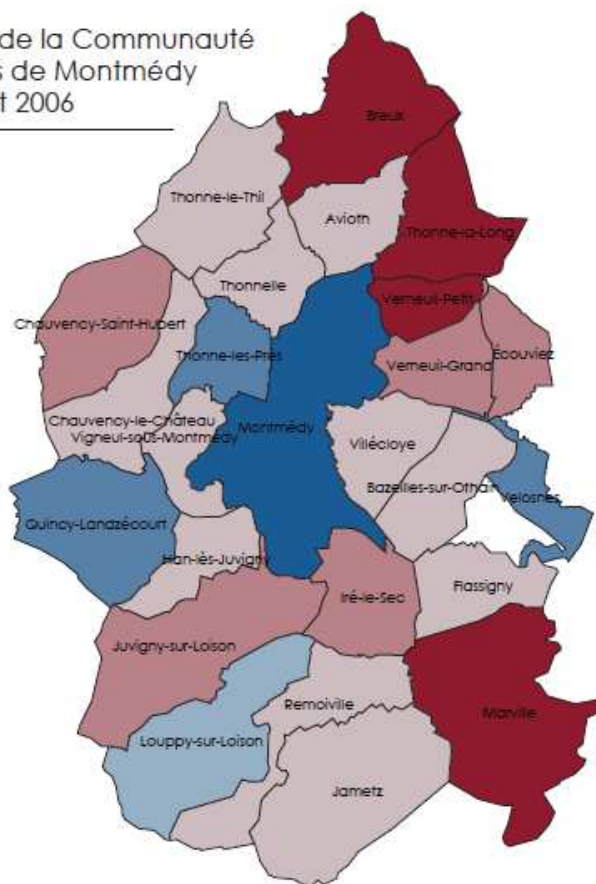 de la Communauté
s de Montmédy
t 2006
Breux
Thonne-le-Thil
Avioth
Thonne-la-Long
Thonnelle
Verneuil-Petit
Chauvency-Saint-Hubert
Thonne-les-Prés
Verneuil-Grand
Écouviez
Chauvency-le-Château
Vigneul-sous-Montmédy
Montmédy
Villécloye
Bazeilles-sur-Othain
Velosnes
Quincy-Landzécourt
Han-lès-Juvigny
Flassigny
Iré-le-Sec
Juvigny-sur-Loison
Remoiville
Marville
Louppy-sur-Loison
Jametz